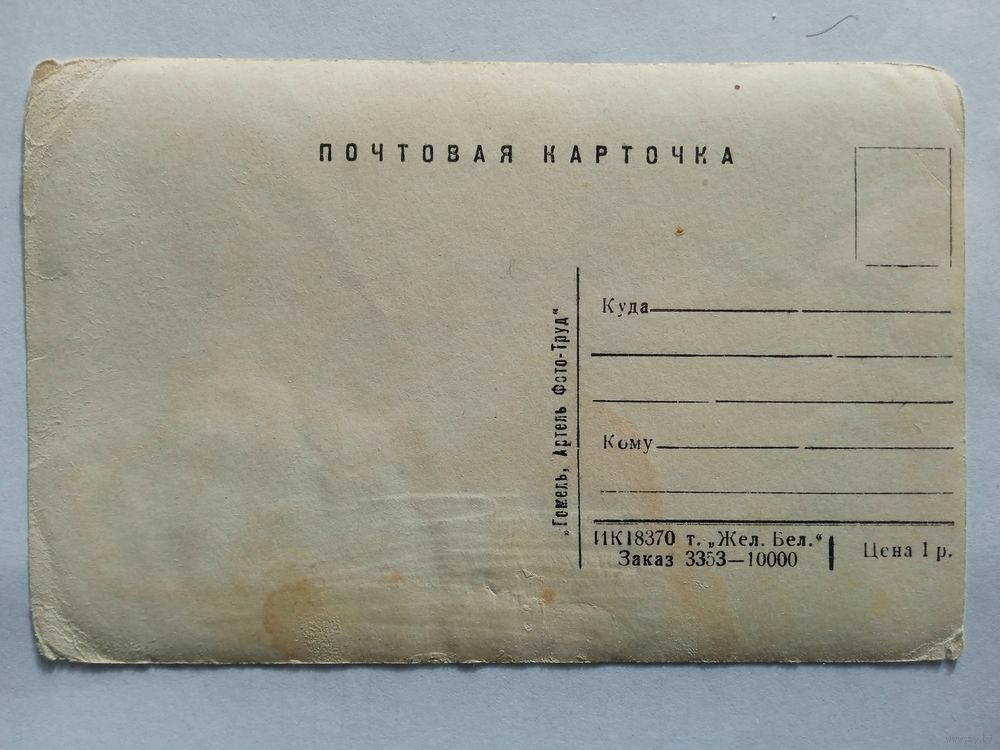 ПОЧТОВАЯ КАРТОЧКА
Куда
Кому
„Гомель, Артель Фото-Труд“
ИК18370 т. „Жел. Бел.“
Заказ 3353—10000
Цена 1 р.